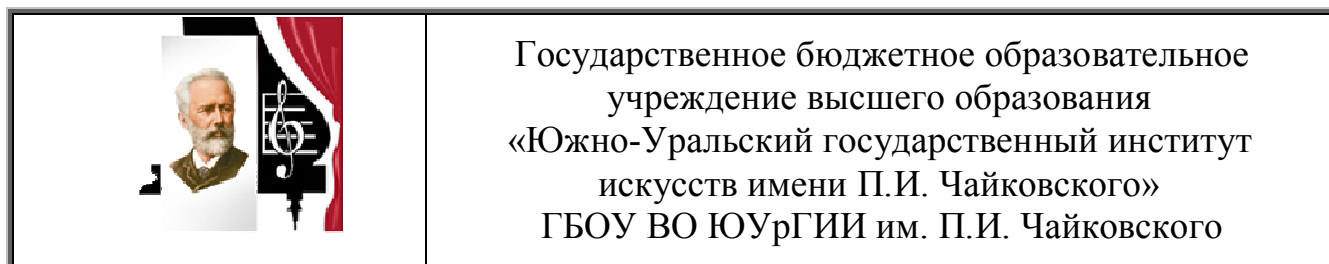 Государственное бюджетное образовательное
учреждение высшего образования
«Южно-Уральский государственный институт
искусств имени П.И. Чайковского»
ГБОУ ВО ЮУрГИИ им. П.И. Чайковского